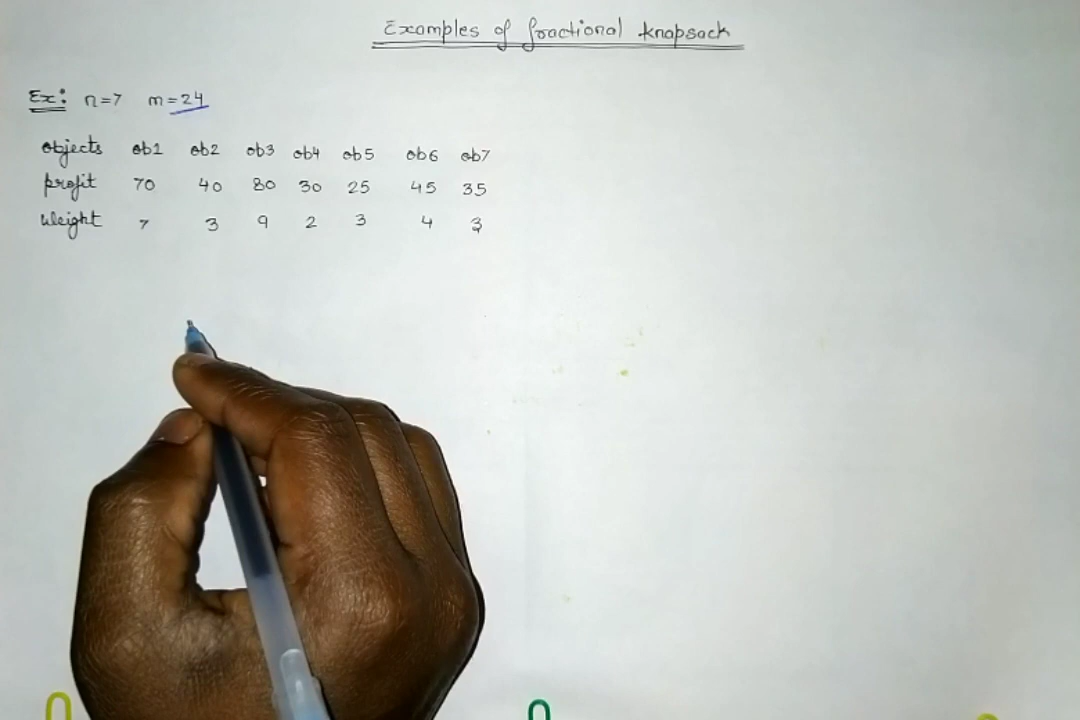 Examples of fractional knapsack
Ex: n=7 m=24
objects ob1 ob2 ob3 ob4 ob5 ob6 ob7
profit 70 40 80 30 25 45 35
Weight 7 3 9 2 3 4 3